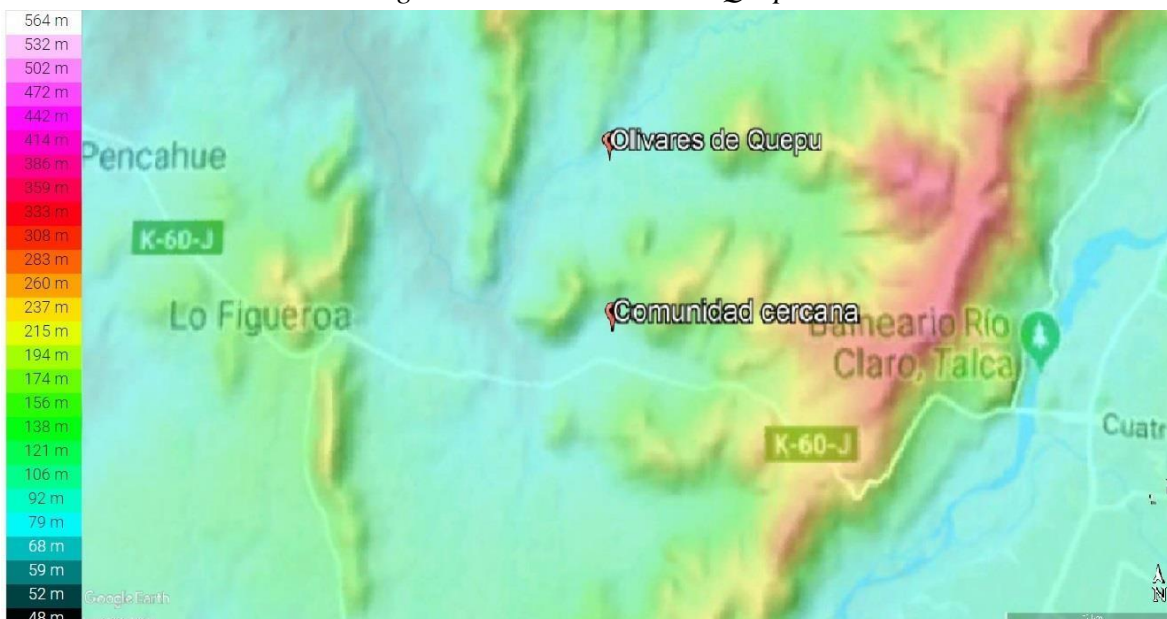 564 m
532 m
502 m
472 m
442 m
414 m
386 m
359 m
333 m
308 m
283 m
260 m
237 m
215 m
194 m
174 m
156 m
138 m
121 m
106 m
92 m
79 m
68 m
59 m
52 m
48 m
Olivares de Quepu
Pencahue
K-60-J
Comunidad cercana
Lo Figueroa
Balneario Río
Claro, Talca
Cuatr
K-60-J
N
Google Earth